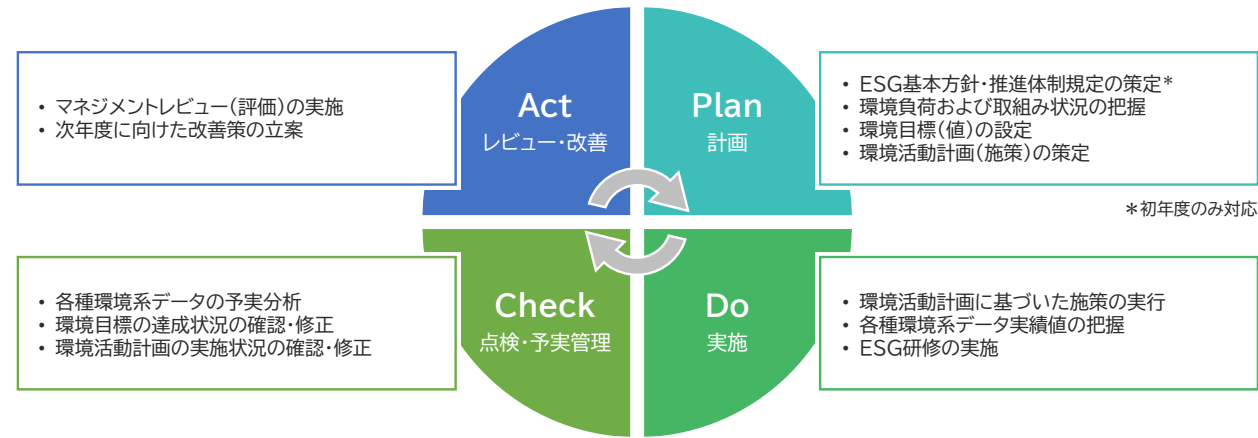 Act
レビュー・改善
• マネジメントレビュー（評価）の実施
• 次年度に向けた改善策の立案
Plan
計画
• ESG基本方針・推進体制規定の策定*
• 環境負荷および取組み状況の把握
• 環境目標（値）の設定
• 環境活動計画（施策）の策定
*初年度のみ対応
Check
点検・予実管理
• 各種環境系データの予実分析
• 環境目標の達成状況の確認・修正
• 環境活動計画の実施状況の確認・修正
Do
実施
• 環境活動計画に基づいた施策の実行
• 各種環境系データ実績値の把握
• ESG研修の実施